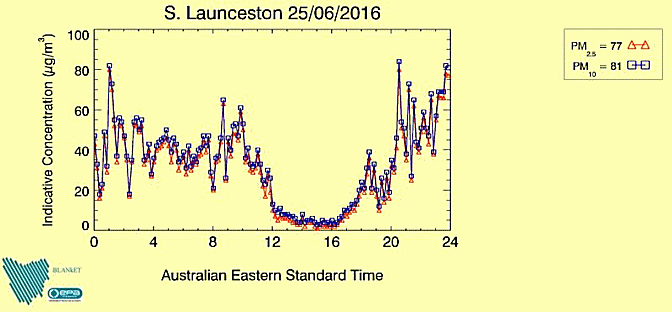 S. Launceston 25/06/2016
PM2.5 = 77
PM10 = 81
Indicative Concentration (µg/m³)
100
80
60
40
20
0
0 4 8 12 16 20 24
Australian Eastern Standard Time
BLANkET
epa